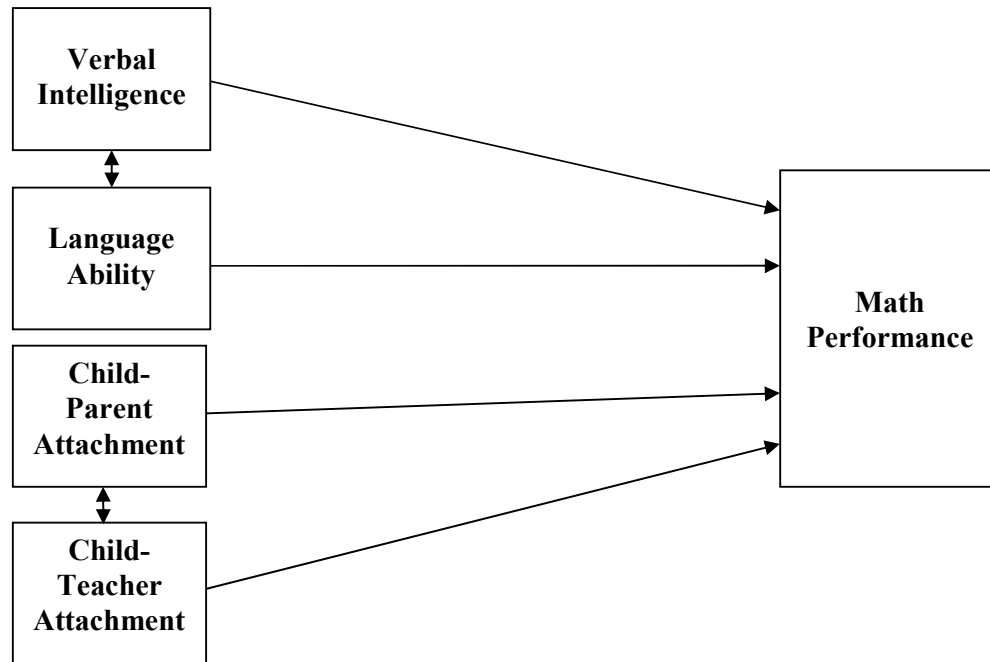 Verbal
Intelligence
Language
Ability
Child-
Parent
Attachment
Child-
Teacher
Attachment
Math
Performance